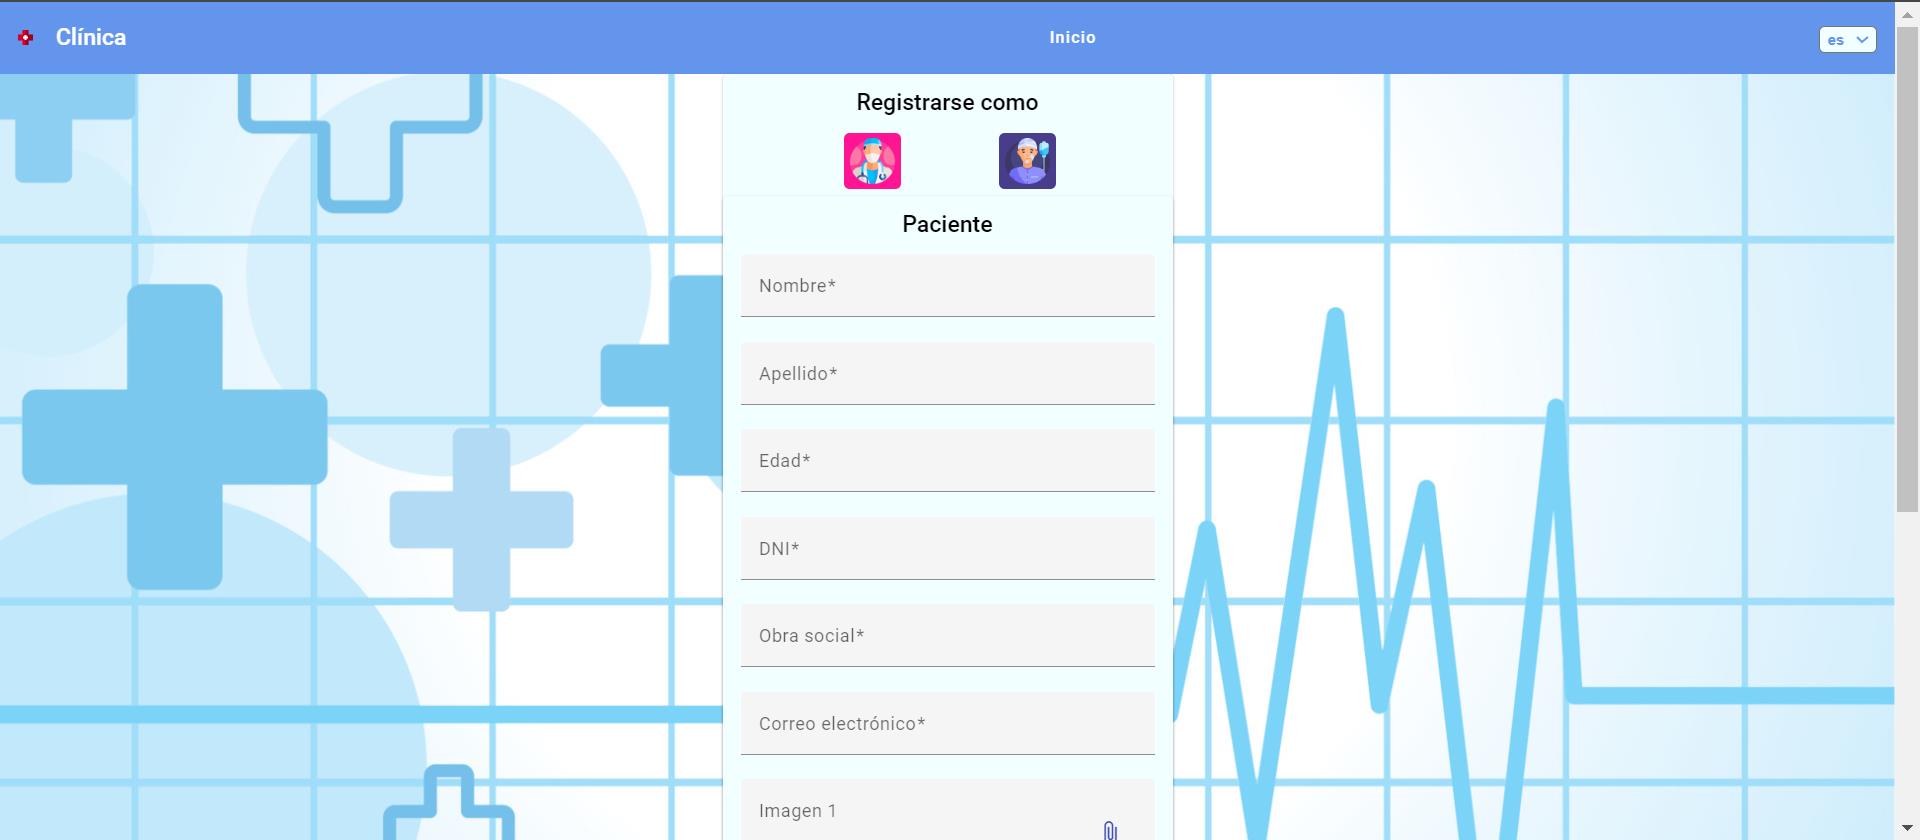 Clínica
Inicio
es
Registrarse como
Paciente
Nombre*
Apellido*
Edad*
DNI*
Obra social*
Correo electrónico*
Imagen 1